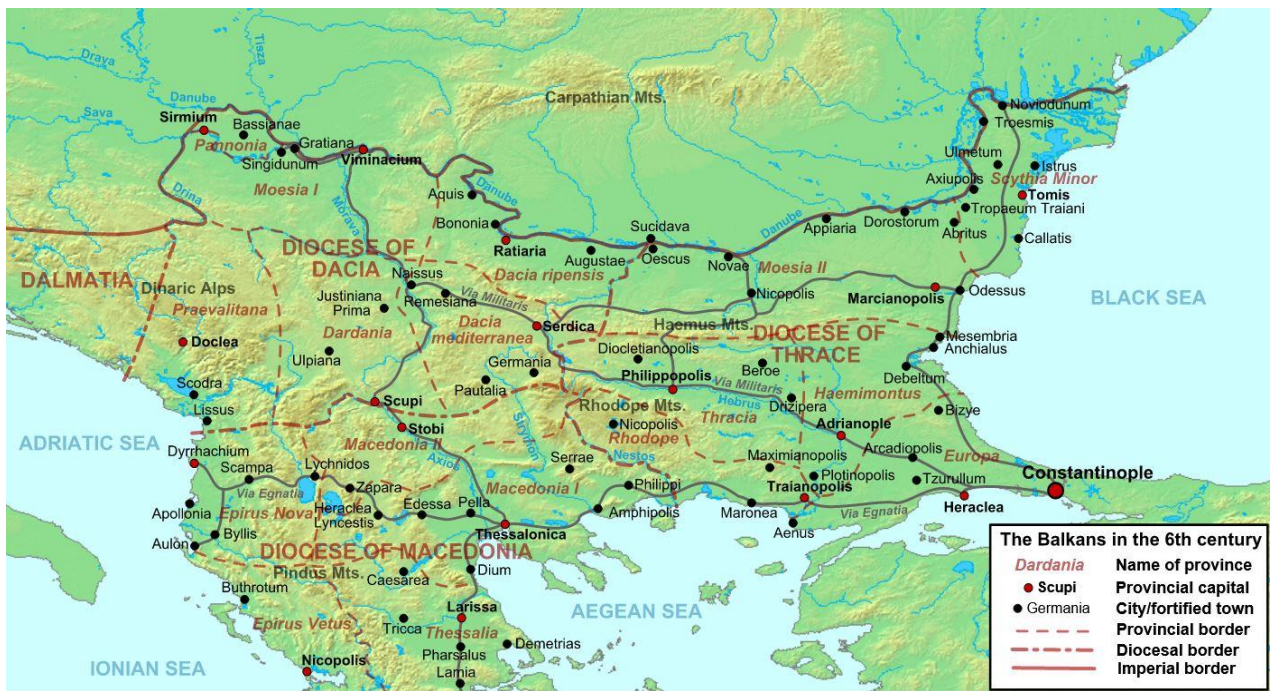 Carpathian Mts.
Drava
Tisza
Danube
Sava
Sirmium
Bassianae
Gratiana
Pannonia
Singidunum
Viminacium
Moesia I
Drina
Morava
Aquis
Danube
Bononia
Ratiaria
Noviodunum
Troesmis
Ulmetum
Istrus
Axiupolis
Scythia Minor
Tomis
Tropaeum Traiani
Abritus
Callatis
Danube
Dorostorum
Appiaria
Sucidava
Oescus
Augustae
Novae
Moesia II
DIOCESE OF
DACIA
Dacia ripensis
DALMATIA
Dinaric Alps
Praevalitana
Naissus
Remesiana
Via Militaris
Justiniana
Prima
Dardania
Dacia
mediterranea
Serdica
Nicopolis
Marcianopolis
Odessus
BLACK SEA
Haemus Mts.
DIOCESE OF
THRACE
Mesembria
Anchialus
Doclea
Ulpiana
Germania
Pautalia
Diocletianopolis
Philippopolis
Beroe
Via Militaris
Debeltum
Haemimontus
Scodra
Lissus
Scupi
Stobi
Macedonia II
Axios
Strymon
Rhodope Mts.
Nicopolis
Rhodope
Nestos
Thracia
Hebrus
Drizipera
Adrianople
Bizye
ADRIATIC SEA
Dyrrhachium
Scampa
Lychnidos
Via Egnatia
Zapara
Heraclea
Lyncestis
Edessa
Pella
Macedonia I
Serrae
Philippi
Amphipolis
Maximianopolis
Plotinopolis
Traianopolis
Maronea
Aenus
Arcadiopolis
Tzurullum
Europa
Constantinople
Heraclea
Via Egnatia
Apollonia
Epirus Nova
Byllis
Aulon
Thessalonica
DIOCESE OF MACEDONIA
Pindus Mts.
Caesarea
Dium
Buthrotum
Epirus Vetus
Larissa
Tricca
Thessalia
Demetrias
Pharsalus
Lamia
Nicopolis
AEGEAN SEA
IONIAN SEA
The Balkans in the 6th century
Dardania Name of province
Scupi Provincial capital
Germania City/fortified town
Provincial border
Diocesal border
Imperial border